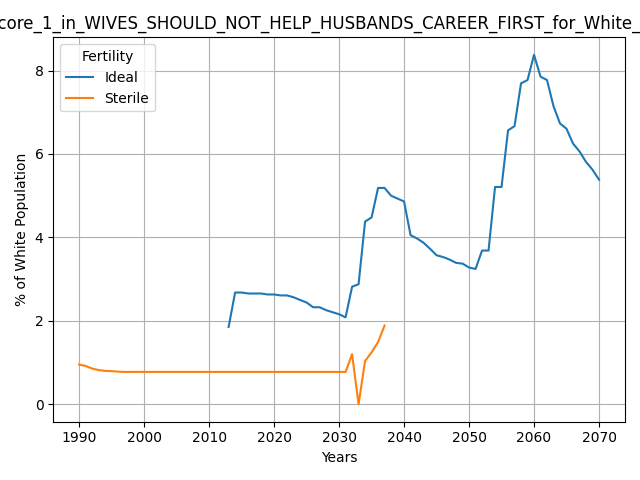 core_1_in_WIVES_SHOULD_NOT_HELP_HUSBANDS_CAREER_FIRST_for_White_
Fertility
Ideal
Sterile
% of White Population
8
6
4
2
0
1990 2000 2010 2020 2030 2040 2050 2060 2070
Years